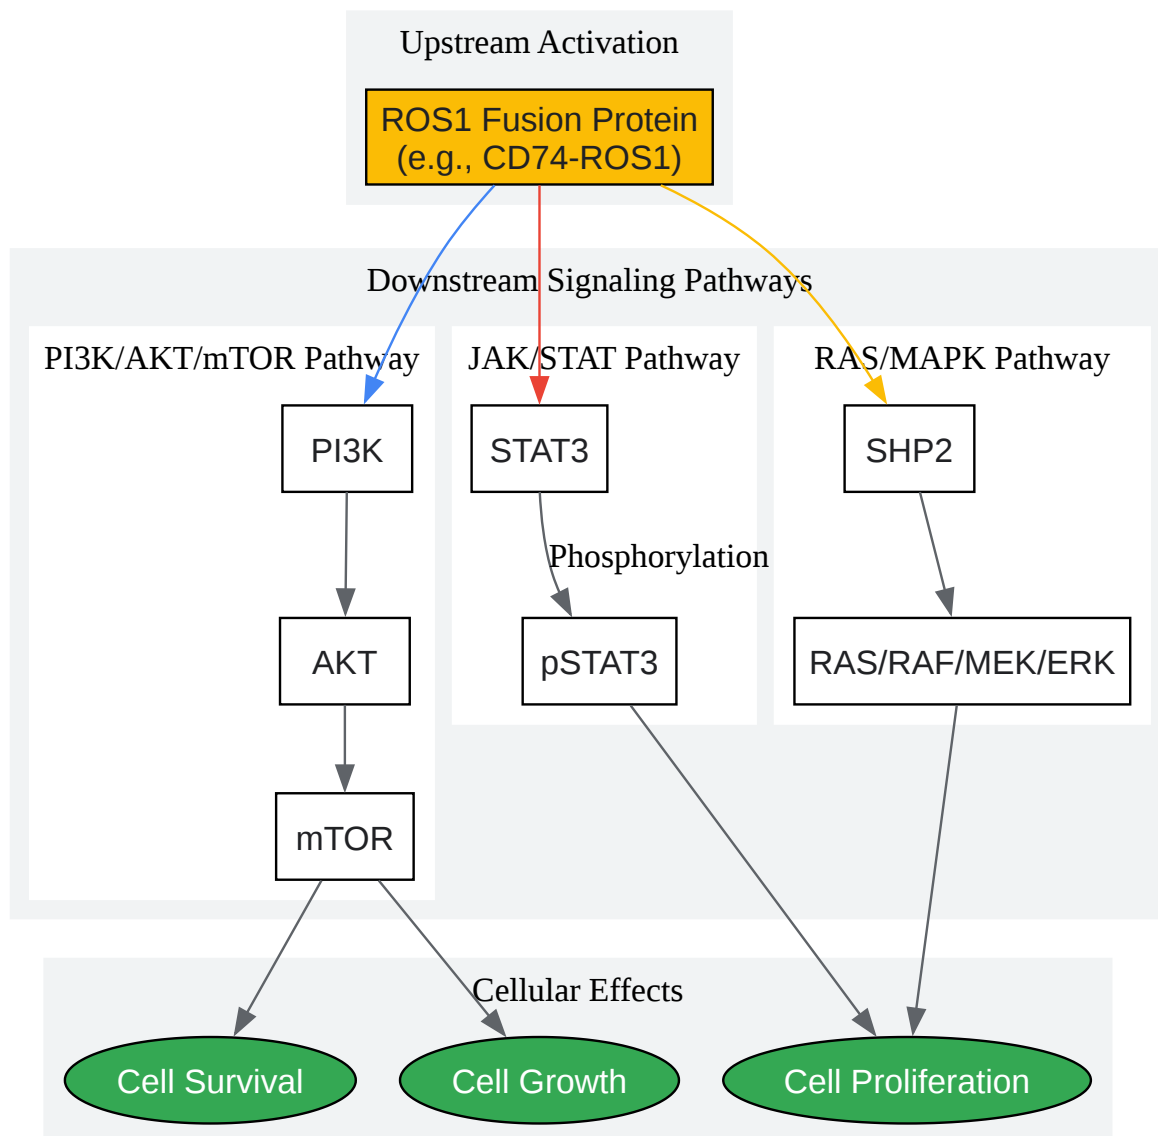 Upstream Activation
ROS1 Fusion Protein
(e.g., CD74-ROS1)
Downstream Signaling Pathways
PI3K/AKT/mTOR Pathway
JAK/STAT Pathway
RAS/MAPK Pathway
PI3K
STAT3
SHP2
Phosphorylation
AKT
pSTAT3
RAS/RAF/MEK/ERK
mTOR
Cellular Effects
Cell Survival
Cell Growth
Cell Proliferation